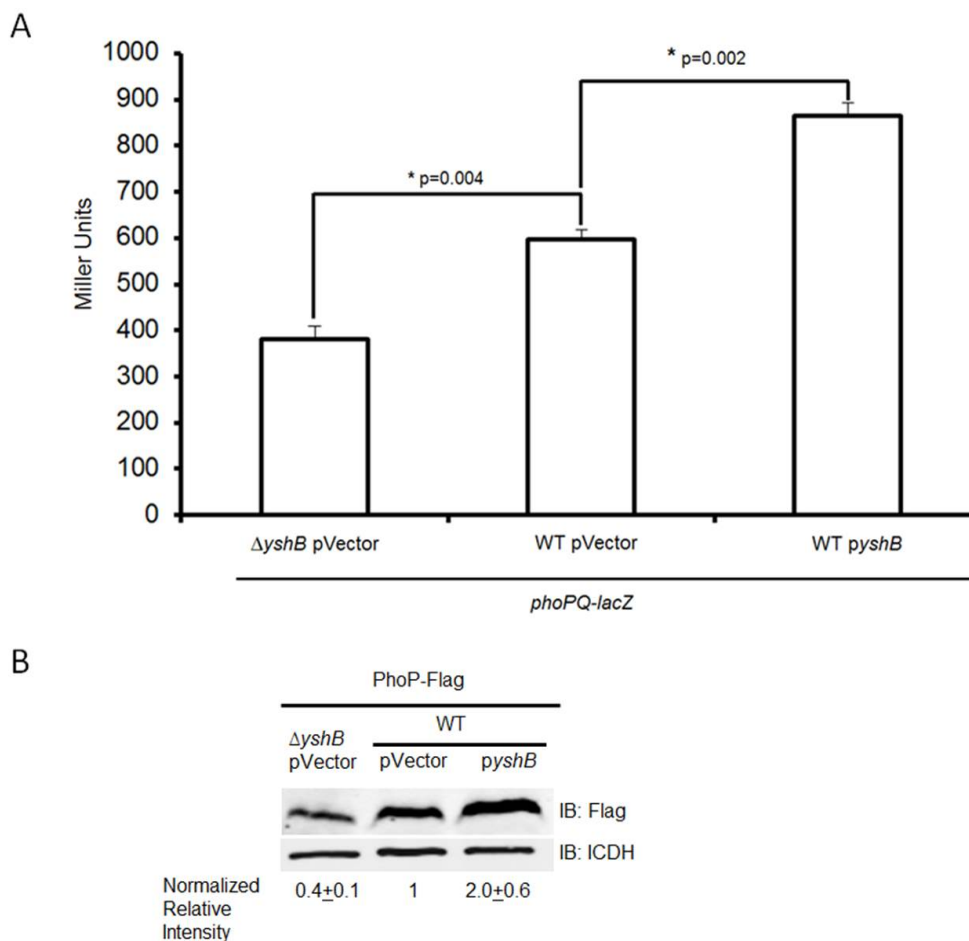 A
1000
900
800
700
600
500
400
300
200
100
0
Miller Units
* p=0.004
* p=0.002
ΔyshB pVector
WT pVector
WT pyshB
phoPQ-lacZ
B
PhoP-Flag
WT
ΔyshB
pVector
pVector
pyshB
IB: Flag
IB: ICDH
Normalized
Relative
Intensity
0.4±0.1
1
2.0±0.6